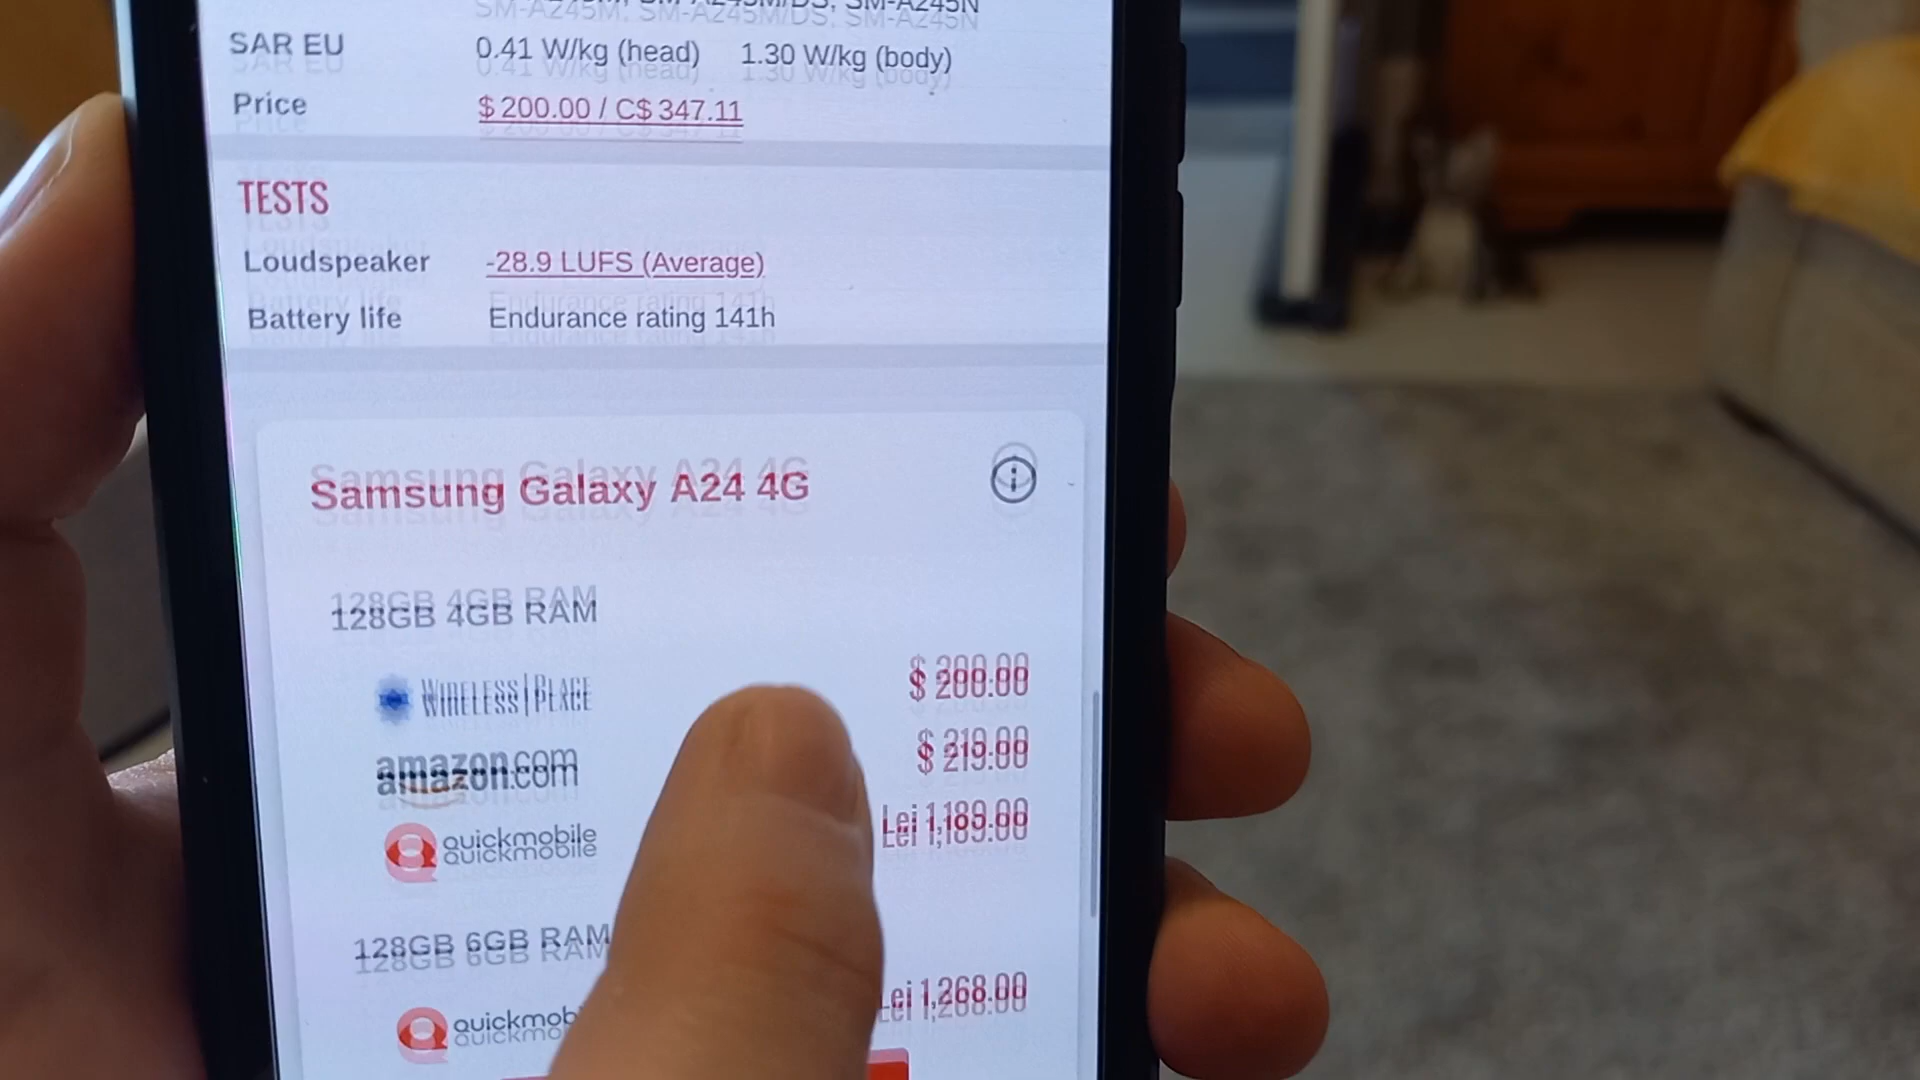 SM-A245M, SM-A245M/DS, SM-A245N
SAR EU 0.41 W/kg (head) 1.30 W/kg (body)
Price $ 200.00 / C$ 347.11
TESTS
Loudspeaker -28.9 LUFS (Average)
Battery life Endurance rating 141h
Samsung Galaxy A24 4G
128GB 4GB RAM
WIRELESS|PLACE $ 200.00
amazon.com $ 219.00
quickmobile Lei 1,189.00
128GB 6GB RAM
quickmobi Lei 1,268.00